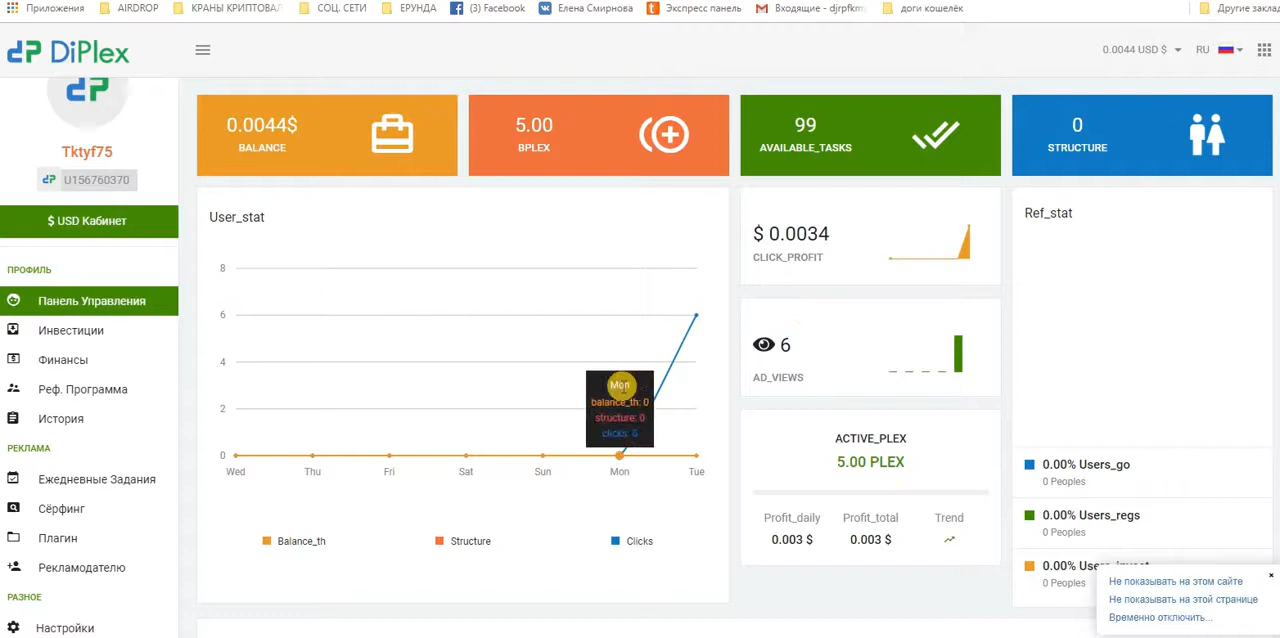 Приложения AIRDROP КРАНЫ КРИПТОВАЛ СОЦ. СЕТИ ЕРУНДА (3) Facebook Елена Смирнова Экспресс панель Входящие - djrpfkm доги кошелёк Другие заклад
DiPlex
0.0044 USD $ RU
Tktyf75
U156760370
$ USD Кабинет
ПРОФИЛЬ
Панель Управления
Инвестиции
Финансы
Реф. Программа
История
РЕКЛАМА
Ежедневные Задания
Сёрфинг
Плагин
Рекламодателю
РАЗНОЕ
Настройки
0.0044$
BALANCE
5.00
BPLEX
99
AVAILABLE_TASKS
0
STRUCTURE
User_stat
8
6
4
2
0
Wed Thu Fri Sat Sun Mon Tue
Mon
balance_th: 0
structure: 0
clicks: 6
Balance_th Structure Clicks
$ 0.0034
CLICK_PROFIT
6
AD_VIEWS
ACTIVE_PLEX
5.00 PLEX
Profit_daily Profit_total Trend
0.003 $ 0.003 $
Ref_stat
0.00% Users_go
0 Peoples
0.00% Users_regs
0 Peoples
0.00% Users_invest
0 Peoples
Не показывать на этом сайте
Не показывать на этой странице
Временно отключить...